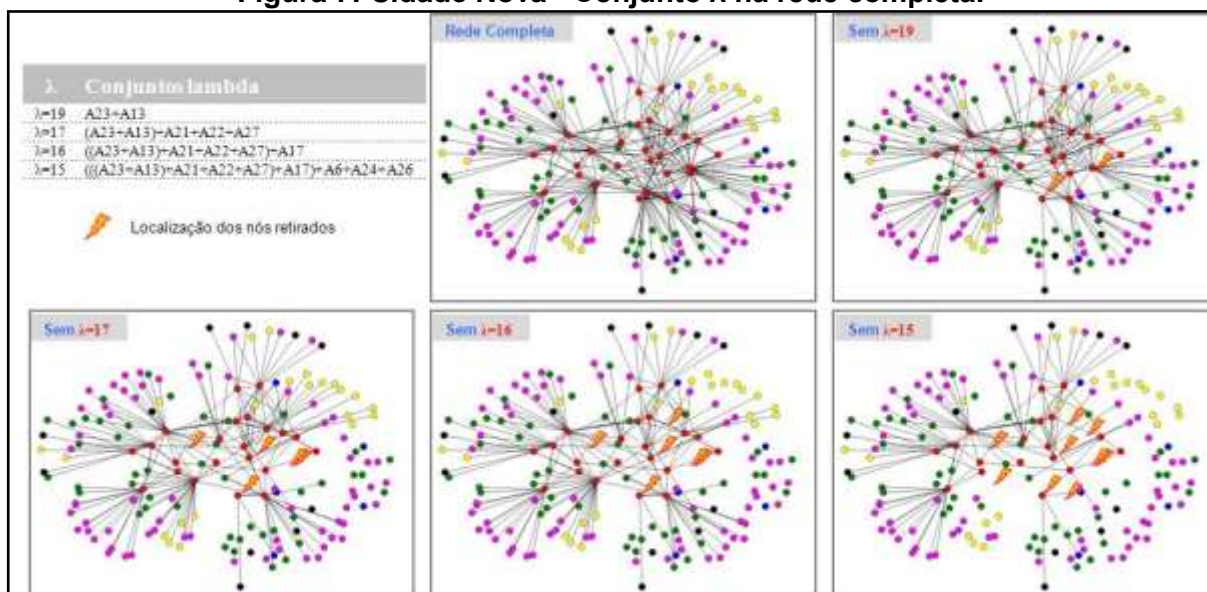 Figura 7: Cidade Nova - Conjunto λ na rede completa.
λ Conjuntos lambda
λ=19 A23+A13
λ=17 (A23+A13)+A21+A22+A27
λ=16 ((A23+A13)+A21+A22+A27)+A17
λ=15 (((A23+A13)+A21+A22+A27)+A17)+A6+A24+A26
Localização dos nós retirados
Rede Completa
Sem λ=19
Sem λ=17
Sem λ=16
Sem λ=15